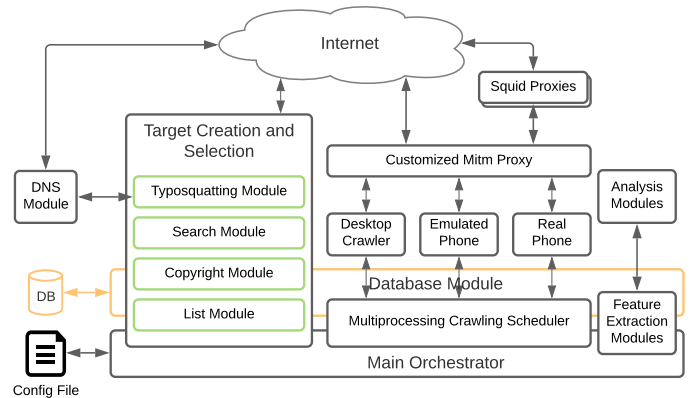 Internet
Squid Proxies
Target Creation and
Selection
Customized Mitm Proxy
DNS
Module
Typosquatting Module
Analysis
Modules
Search Module
Desktop
Crawler
Emulated
Phone
Real
Phone
Copyright Module
DB
Database Module
List Module
Multiprocessing Crawling Scheduler
Feature
Extraction
Modules
Main Orchestrator
Config File